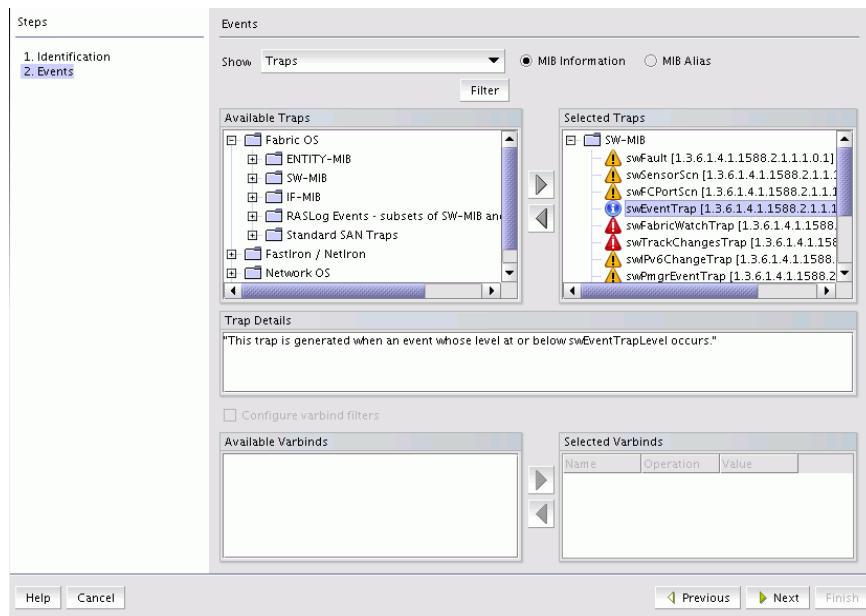 Steps
1. Identification
2. Events
Events
Show Traps MIB Information MIB Alias
Filter
Available Traps
Fabric OS
ENTITY-MIB
SW-MIB
IF-MIB
RASLog Events - subsets of SW-MIB an
Standard SAN Traps
FastIron / NetIron
Network OS
Selected Traps
SW-MIB
swFault [1.3.6.1.4.1.1588.2.1.1.1.0.1]
swSensorScn [1.3.6.1.4.1.1588.2.1.1.1
swFCPortScn [1.3.6.1.4.1.1588.2.1.1.1
swEventTrap [1.3.6.1.4.1.1588.2.1.1.1
swFabricWatchTrap [1.3.6.1.4.1.1588.
swTrackChangesTrap [1.3.6.1.4.1.158
swIPv6ChangeTrap [1.3.6.1.4.1.1588.
swPmgrEventTrap [1.3.6.1.4.1.1588.2
Trap Details
"This trap is generated when an event whose level at or below swEventTrapLevel occurs."
Configure varbind filters
Available Varbinds
Selected Varbinds
Name Operation Value
Help Cancel Previous Next Finish